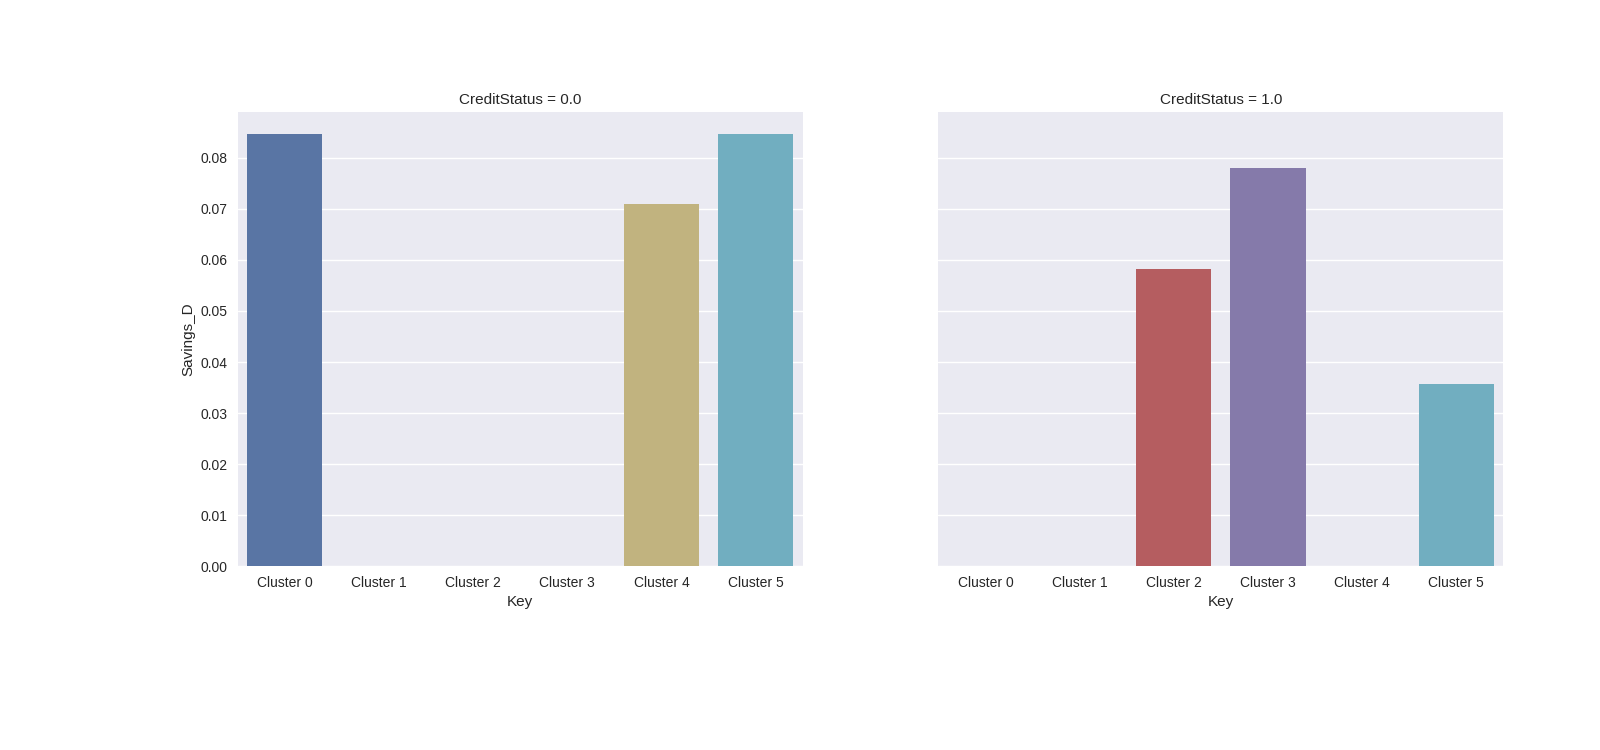 CreditStatus = 0.0
CreditStatus = 1.0
Savings_D
0.08
0.07
0.06
0.05
0.04
0.03
0.02
0.01
0.00
Cluster 0 Cluster 1 Cluster 2 Cluster 3 Cluster 4 Cluster 5
Key
Cluster 0 Cluster 1 Cluster 2 Cluster 3 Cluster 4 Cluster 5
Key